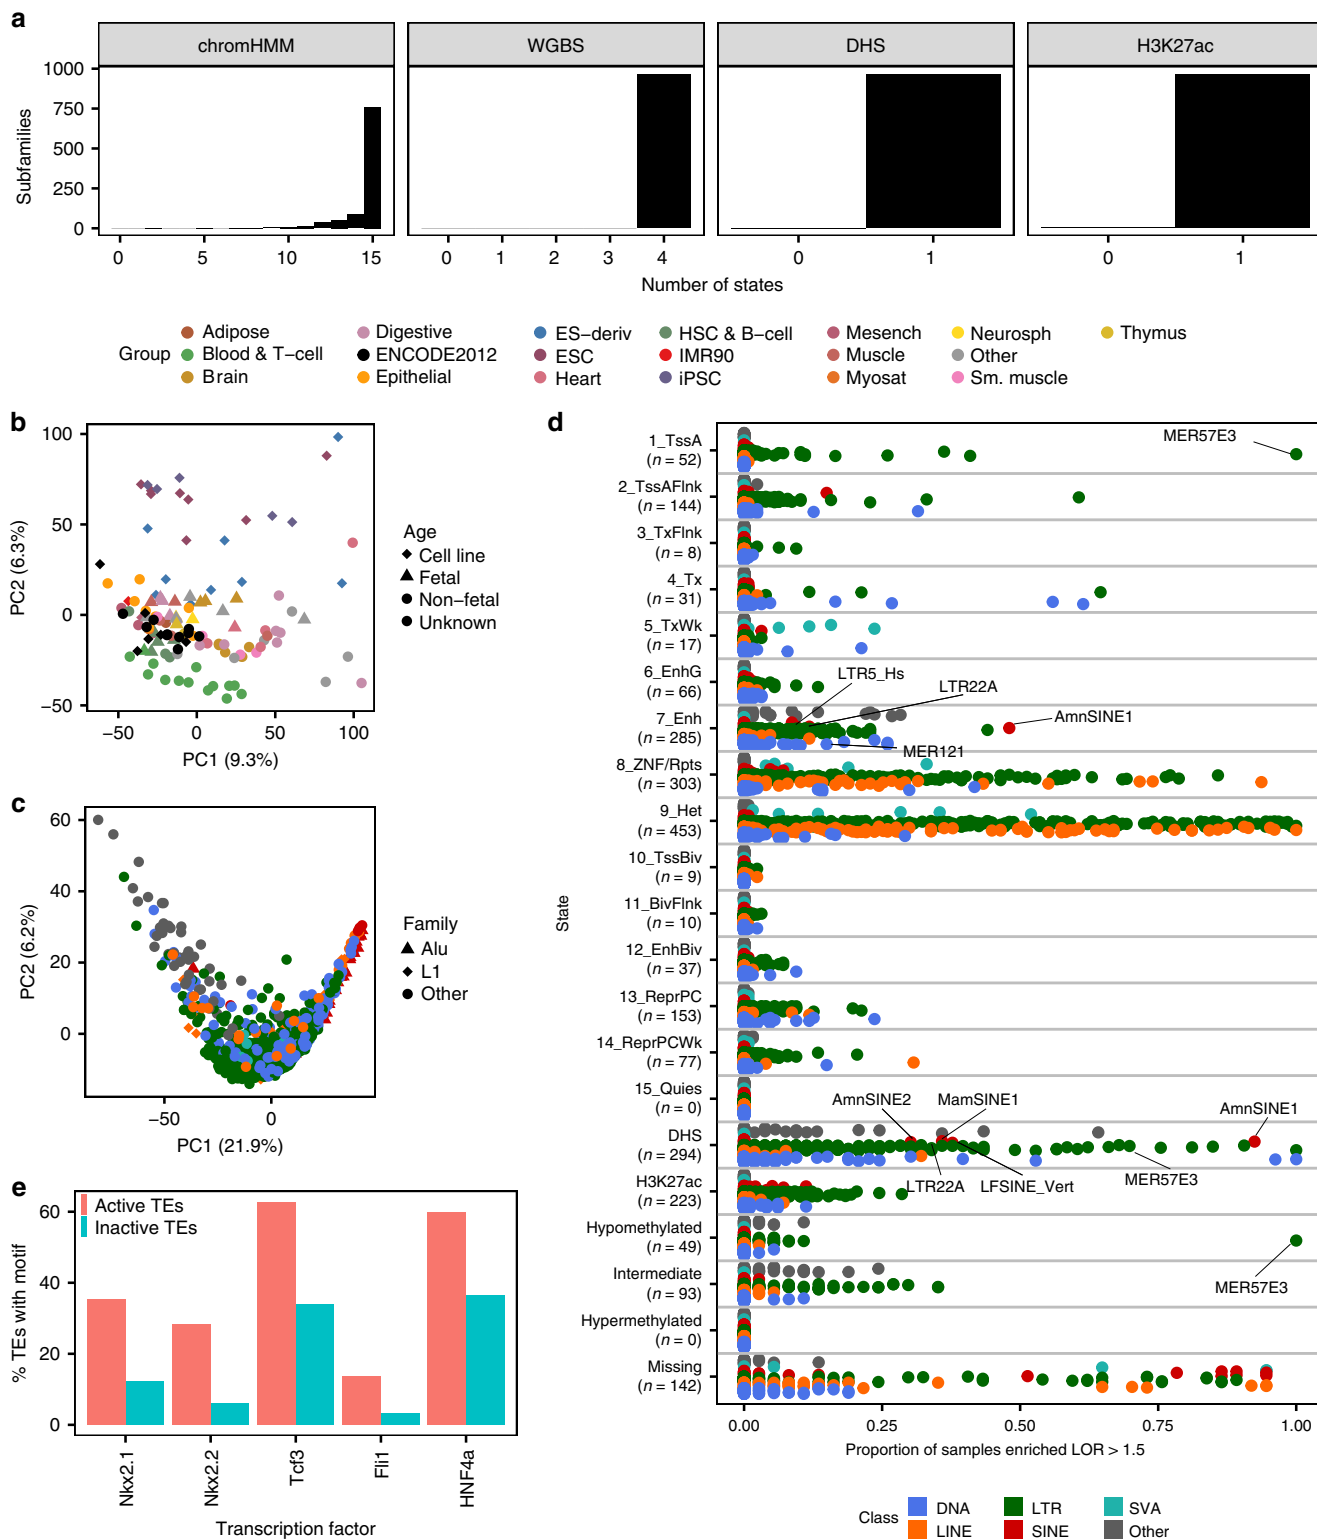 a
chromHMM
WGBS
DHS
H3K27ac
1000
750
500
250
0
Subfamilies
0 5 10 15
0 1 2 3 4
0 1
0 1
Number of states
Group
Adipose
Blood & T−cell
Brain
Digestive
ENCODE2012
Epithelial
ES−deriv
ESC
Heart
HSC & B−cell
IMR90
iPSC
Mesench
Muscle
Myosat
Neurosph
Other
Sm. muscle
Thymus
b
100
50
0
−50
PC2 (6.3%)
−50 0 50 100
PC1 (9.3%)
Age
Cell line
Fetal
Non−fetal
Unknown
c
60
40
20
0
PC2 (6.2%)
−50 0
PC1 (21.9%)
Family
Alu
L1
Other
d
State
1_TssA
(n = 52)
2_TssAFlnk
(n = 144)
3_TxFlnk
(n = 8)
4_Tx
(n = 31)
5_TxWk
(n = 17)
6_EnhG
(n = 66)
7_Enh
(n = 285)
8_ZNF/Rpts
(n = 303)
9_Het
(n = 453)
10_TssBiv
(n = 9)
11_BivFlnk
(n = 10)
12_EnhBiv
(n = 37)
13_ReprPC
(n = 153)
14_ReprPCWk
(n = 77)
15_Quies
(n = 0)
DHS
(n = 294)
H3K27ac
(n = 223)
Hypomethylated
(n = 49)
Intermediate
(n = 93)
Hypermethylated
(n = 0)
Missing
(n = 142)
MER57E3
LTR5_Hs
LTR22A
AmnSINE1
MER121
AmnSINE2
MamSINE1
AmnSINE1
LTR22A
LFSINE_Vert
MER57E3
MER57E3
0.00 0.25 0.50 0.75 1.00
Proportion of samples enriched LOR > 1.5
Class
DNA
LINE
LTR
SINE
SVA
Other
e
Active TEs
Inactive TEs
60
40
20
0
% TEs with motif
Nkx2.1
Nkx2.2
Tcf3
Fli1
HNF4a
Transcription factor